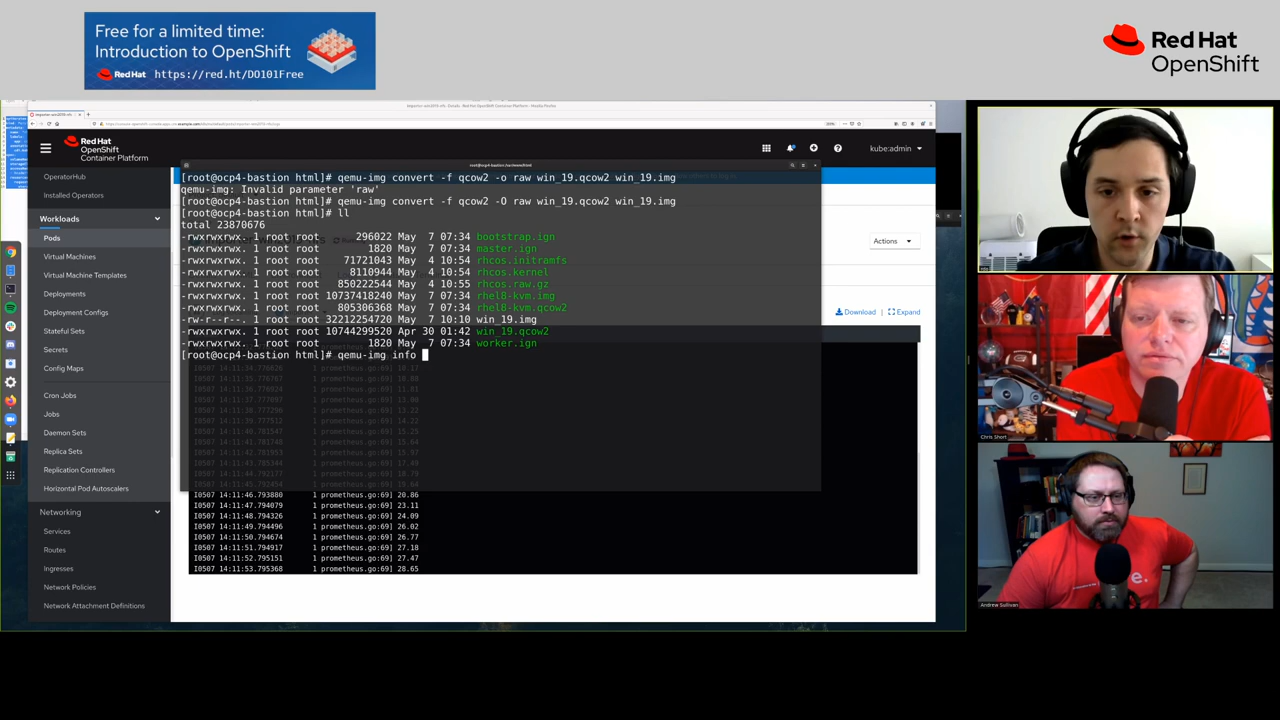 Free for a limited time:
Introduction to OpenShift
Red Hat https://red.ht/DO101Free
Red Hat
OpenShift
Red Hat
OpenShift
Container Platform
kube:admin
OperatorHub
Installed Operators
Workloads
Pods
Virtual Machines
Virtual Machine Templates
Deployments
Deployment Configs
Stateful Sets
Secrets
Config Maps
Cron Jobs
Jobs
Daemon Sets
Replica Sets
Replication Controllers
Horizontal Pod Autoscalers
Networking
Services
Routes
Ingresses
Network Policies
Network Attachment Definitions
Actions
Download
Expand
[root@ocp4-bastion html]# qemu-img convert -f qcow2 -o raw win_19.qcow2 win_19.img
qemu-img: Invalid parameter 'raw'
[root@ocp4-bastion html]# qemu-img convert -f qcow2 -O raw win_19.qcow2 win_19.img
[root@ocp4-bastion html]# ll
total 23870676
-rwxrwxrwx. 1 root root 296022 May 7 07:34 bootstrap.ign
-rwxrwxrwx. 1 root root 1820 May 7 07:34 master.ign
-rwxrwxrwx. 1 root root 71721043 May 4 10:54 rhcos.initramfs
-rwxrwxrwx. 1 root root 8110944 May 4 10:54 rhcos.kernel
-rwxrwxrwx. 1 root root 850222544 May 4 10:55 rhcos.raw.gz
-rwxrwxrwx. 1 root root 10737418240 May 7 07:34 rhel8-kvm.img
-rwxrwxrwx. 1 root root 805306368 May 7 07:34 rhel8-kvm.qcow2
-rw-r--r--. 1 root root 32212254720 May 7 10:10 win_19.img
-rwxrwxrwx. 1 root root 10744299520 Apr 30 01:42 win_19.qcow2
-rwxrwxrwx. 1 root root 1820 May 7 07:34 worker.ign
[root@ocp4-bastion html]# qemu-img info
I0507 14:11:46.793880 1 prometheus.go:69] 20.86
I0507 14:11:47.794079 1 prometheus.go:69] 23.11
I0507 14:11:48.794326 1 prometheus.go:69] 24.09
I0507 14:11:49.794496 1 prometheus.go:69] 26.02
I0507 14:11:50.794674 1 prometheus.go:69] 26.77
I0507 14:11:51.794917 1 prometheus.go:69] 27.18
I0507 14:11:52.795151 1 prometheus.go:69] 27.47
I0507 14:11:53.795368 1 prometheus.go:69] 28.65
Chris Short
Andrew Sullivan